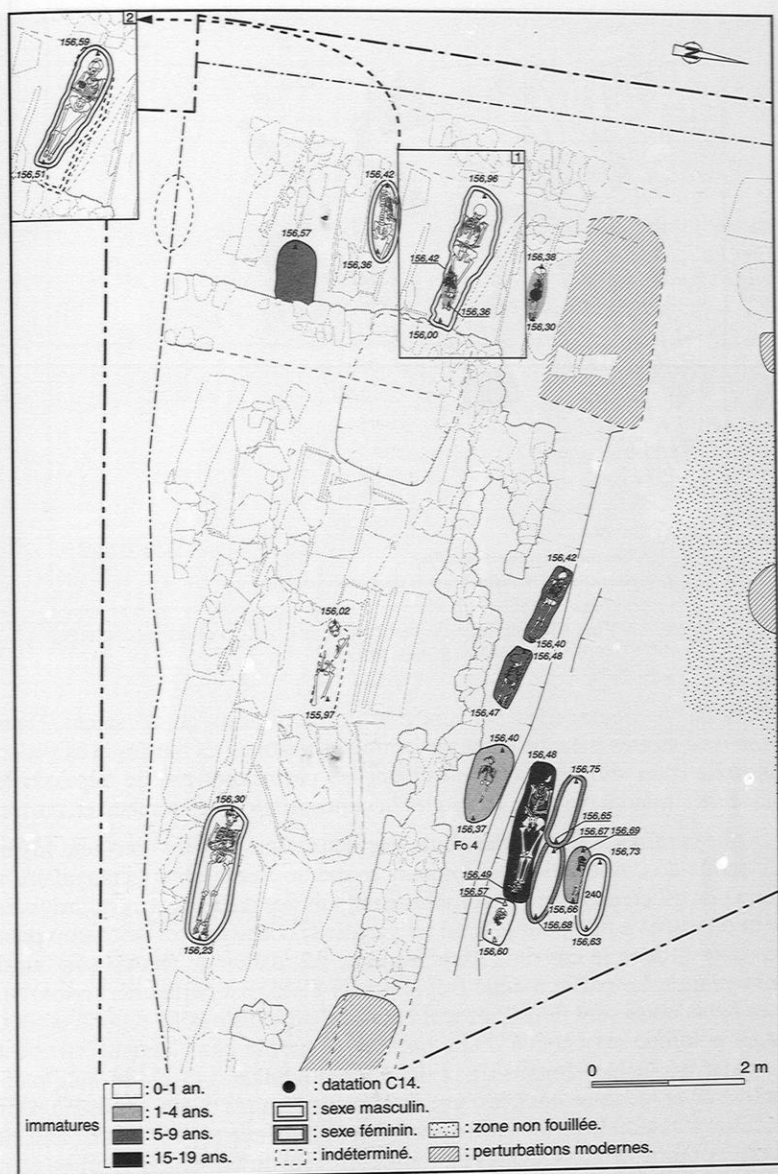 2
156,59
156,51
N
1
156,42
156,96
156,57
156,36
156,42
156,38
156,36
156,30
156,00
156,42
156,02
156,40
156,48
155,97
156,47
156,40
156,48
156,75
156,30
156,65
156,37
156,67
156,69
Fo 4
156,73
156,49
156,57
240
156,66
156,60
156,68
156,63
156,23
0
2 m
immatures
: 0-1 an.
: 1-4 ans.
: 5-9 ans.
: 15-19 ans.
: datation C14.
: sexe masculin.
: sexe féminin.
: indéterminé.
: zone non fouillée.
: perturbations modernes.